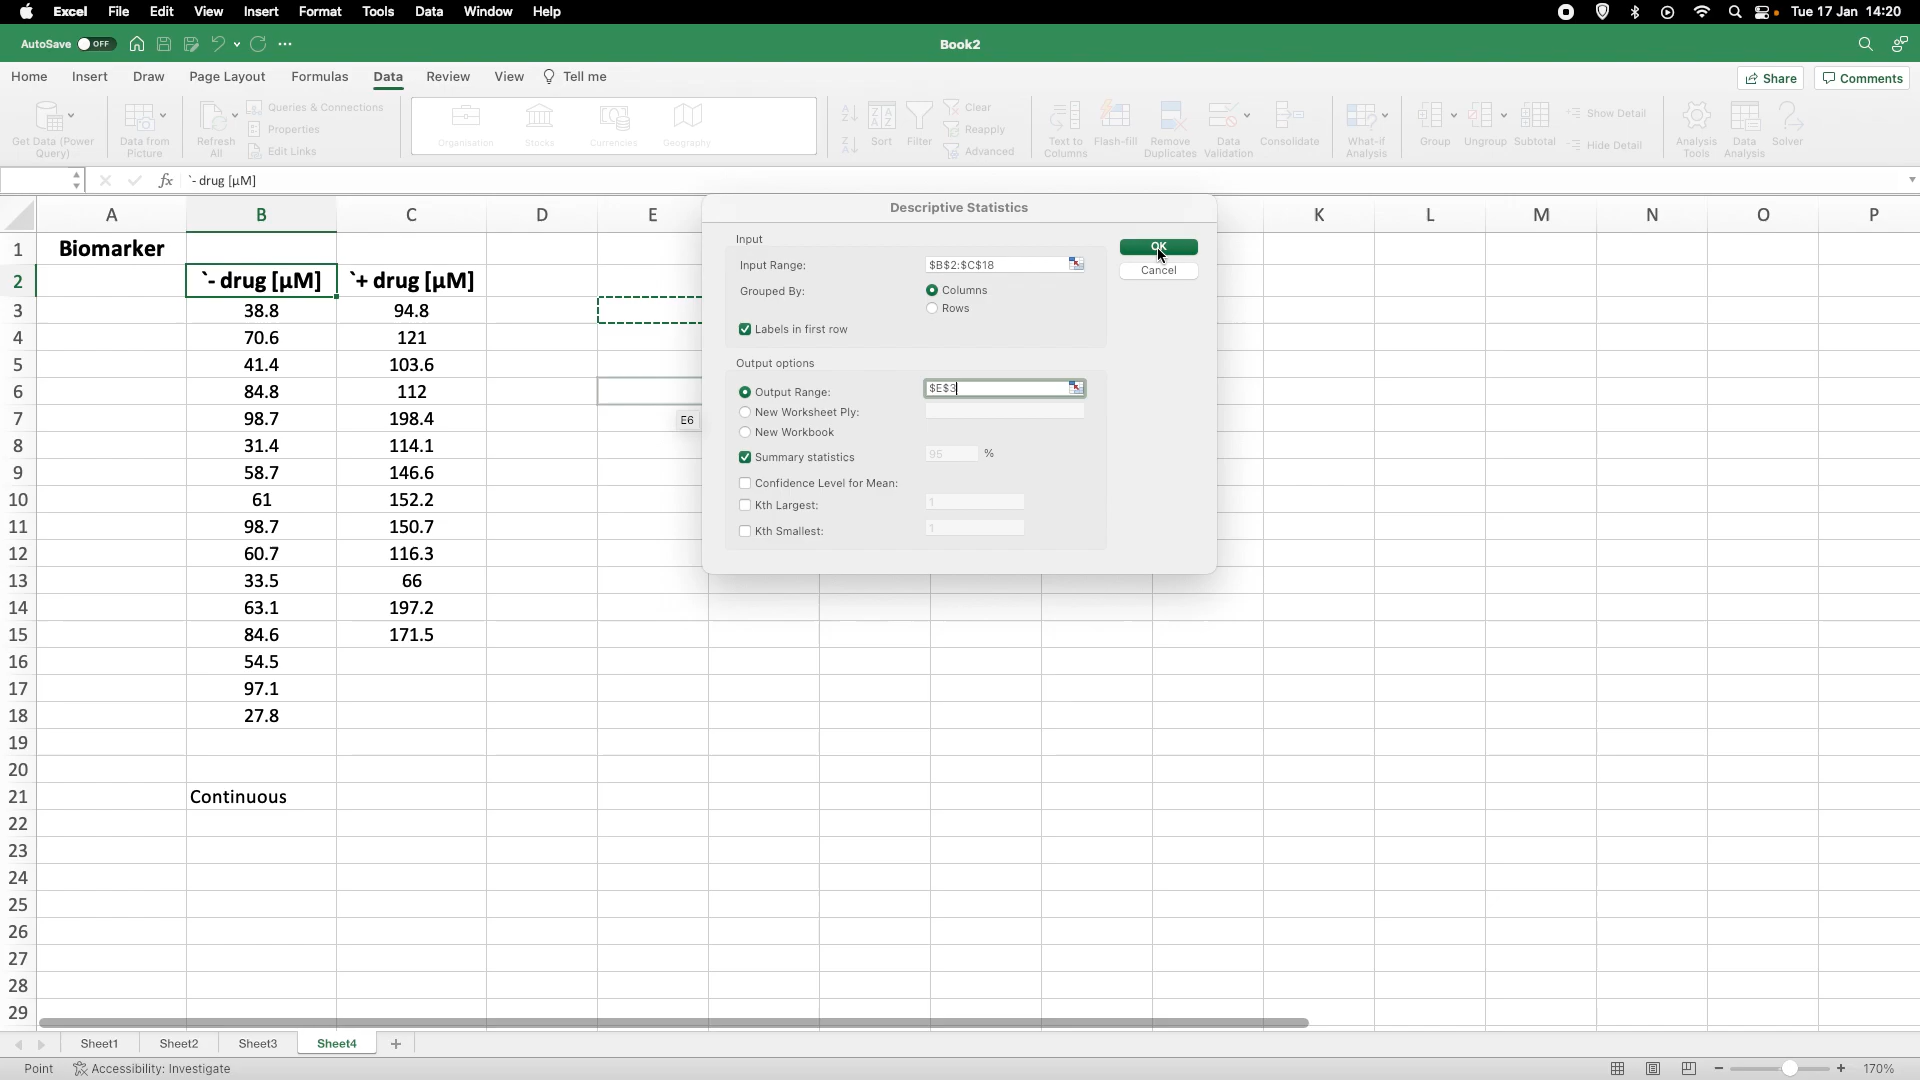 Excel File Edit View Insert Format Tools Data Window Help Tue 17 Jan 14:20
AutoSave OFF Book2
Home Insert Draw Page Layout Formulas Data Review View Tell me Share Comments
Get Data (Power Query) Data from Picture Refresh All Queries & Connections Properties Edit Links
Organisation Stocks Currencies Geography
Sort Filter Clear Reapply Advanced
Text to Columns Flash-fill Remove Duplicates Data Validation Consolidate What-if Analysis
Group Ungroup Subtotal Show Detail Hide Detail Analysis Tools Data Analysis Solver
fx `- drug [µM]
A B C D E K L M N O P
1 Biomarker
2 `- drug [µM] `+ drug [µM]
3 38.8 94.8
4 70.6 121
5 41.4 103.6
6 84.8 112
7 98.7 198.4
8 31.4 114.1
9 58.7 146.6
10 61 152.2
11 98.7 150.7
12 60.7 116.3
13 33.5 66
14 63.1 197.2
15 84.6 171.5
16 54.5
17 97.1
18 27.8
19
20
21 Continuous
22
23
24
25
26
27
28
29
E6
Descriptive Statistics
Input
Input Range: $B$2:$C$18
Grouped By: Columns
Rows
Labels in first row
Output options
Output Range: $E$3
New Worksheet Ply:
New Workbook
Summary statistics 95 %
Confidence Level for Mean:
Kth Largest: 1
Kth Smallest: 1
OK
Cancel
Sheet1 Sheet2 Sheet3 Sheet4
Point Accessibility: Investigate 170%